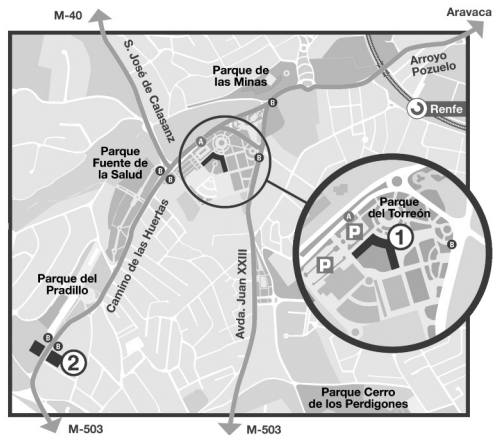 M-40
Aravaca
S. José de Calasanz
Parque de
las Minas
Arroyo
Pozuelo
Renfe
B
A
B
Parque
Fuente de
la Salud
B
B
Camino de las Huertas
Parque
del Torreón
A
P
1
P
B
Avda. Juan XXIII
Parque del
Pradillo
B
B
2
Parque Cerro
de los Perdigones
M-503
M-503